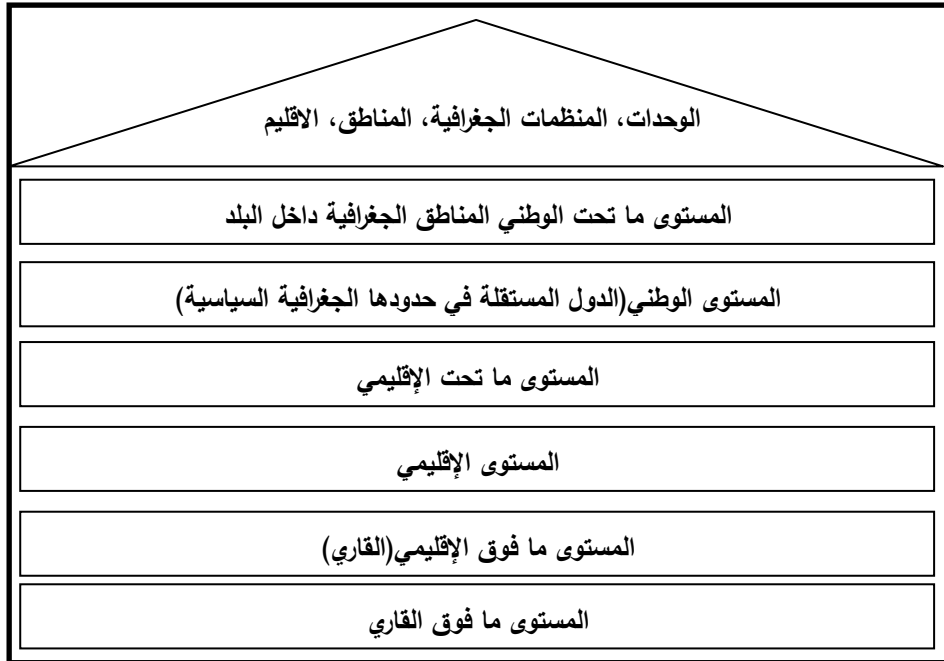 الوحدات، المنظمات الجغرافية، المناطق، الاقليم
المستوى ما تحت الوطني المناطق الجغرافية داخل البلد
المستوى الوطني(الدول المستقلة في حدودها الجغرافية السياسية)
المستوى ما تحت الإقليمي
المستوى الإقليمي
المستوى ما فوق الإقليمي(القاري)
المستوى ما فوق القاري